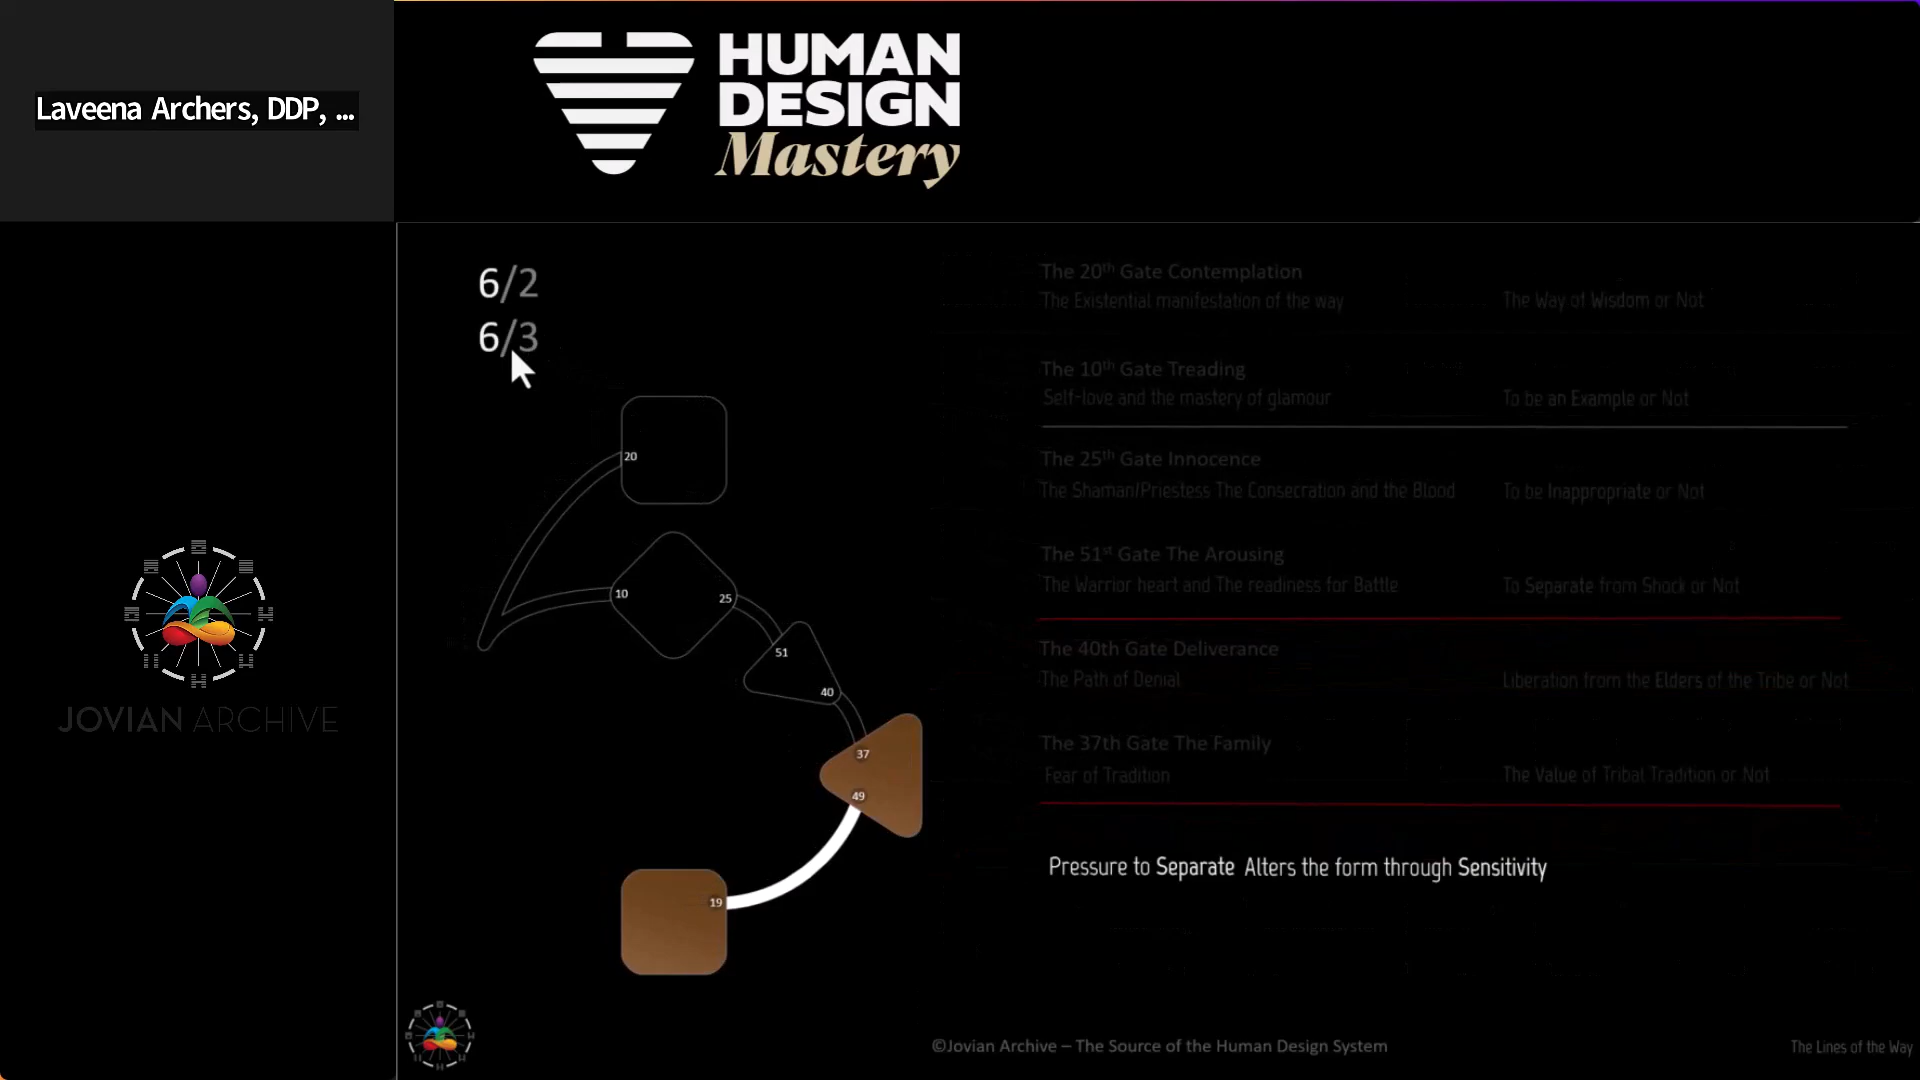 Laveena Archers, DDP, ...
HUMAN
DESIGN
Mastery
6/2
6/3
The 20th Gate Contemplation
The Existential manifestation of the way
The Way of Wisdom or Not
The 10th Gate Treading
Self-love and the mastery of glamour
To be an Example or Not
The 25th Gate Innocence
The Shaman/Priestess The Consecration and the Blood
To be Inappropriate or Not
The 51st Gate The Arousing
The Warrior heart and The readiness for Battle
To Separate from Shock or Not
The 40th Gate Deliverance
The Path of Denial
Liberation from the Elders of the Tribe or Not
The 37th Gate The Family
Fear of Tradition
The Value of Tribal Tradition or Not
Pressure to Separate Alters the form through Sensitivity
20
10
25
51
40
37
49
19
JOVIAN ARCHIVE
©Jovian Archive – The Source of the Human Design System
The Lines of the Way